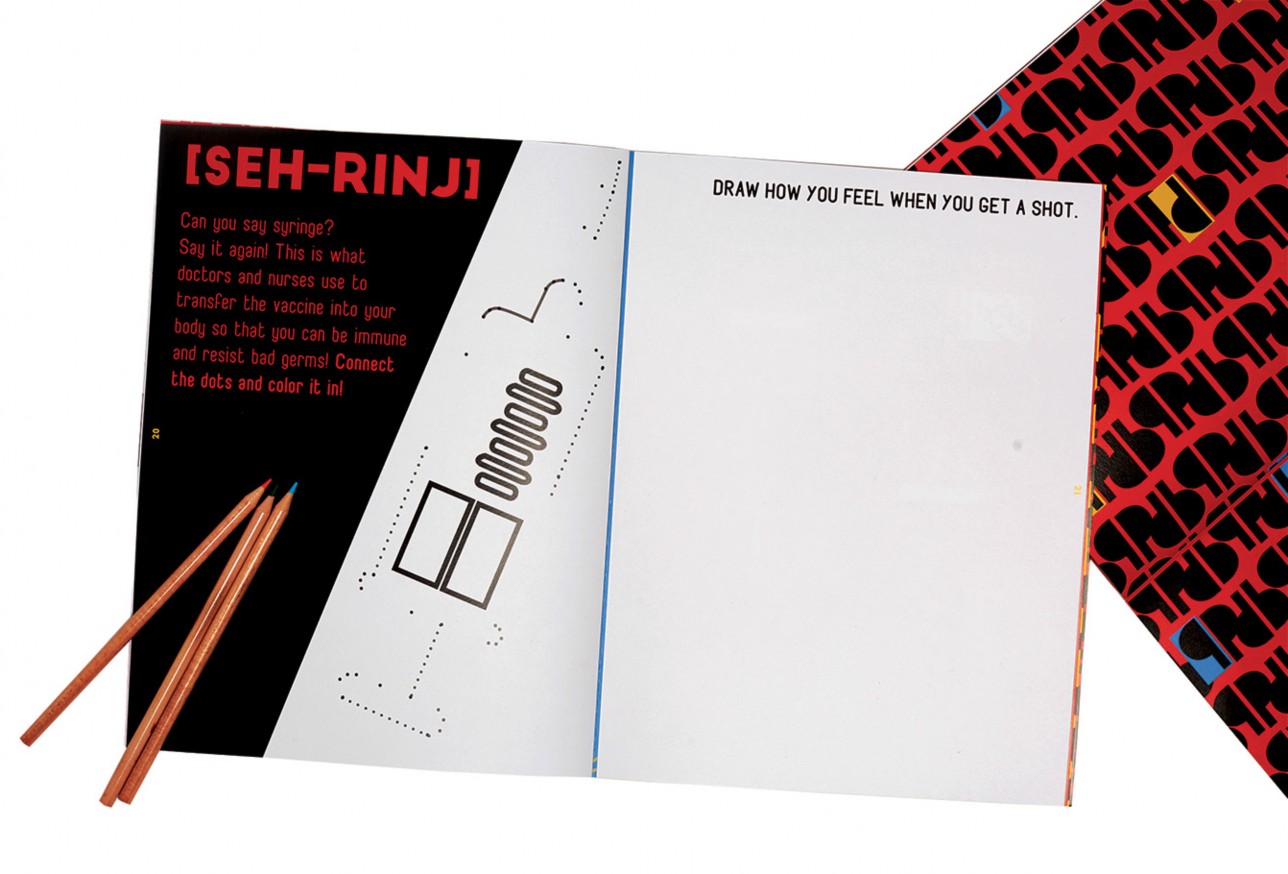 [SEH-RINJ]
Can you say syringe?
Say it again! This is what
doctors and nurses use to
transfer the vaccine into your
body so that you can be immune
and resist bad germs! Connect
the dots and color it in!
20
DRAW HOW YOU FEEL WHEN YOU GET A SHOT.
21